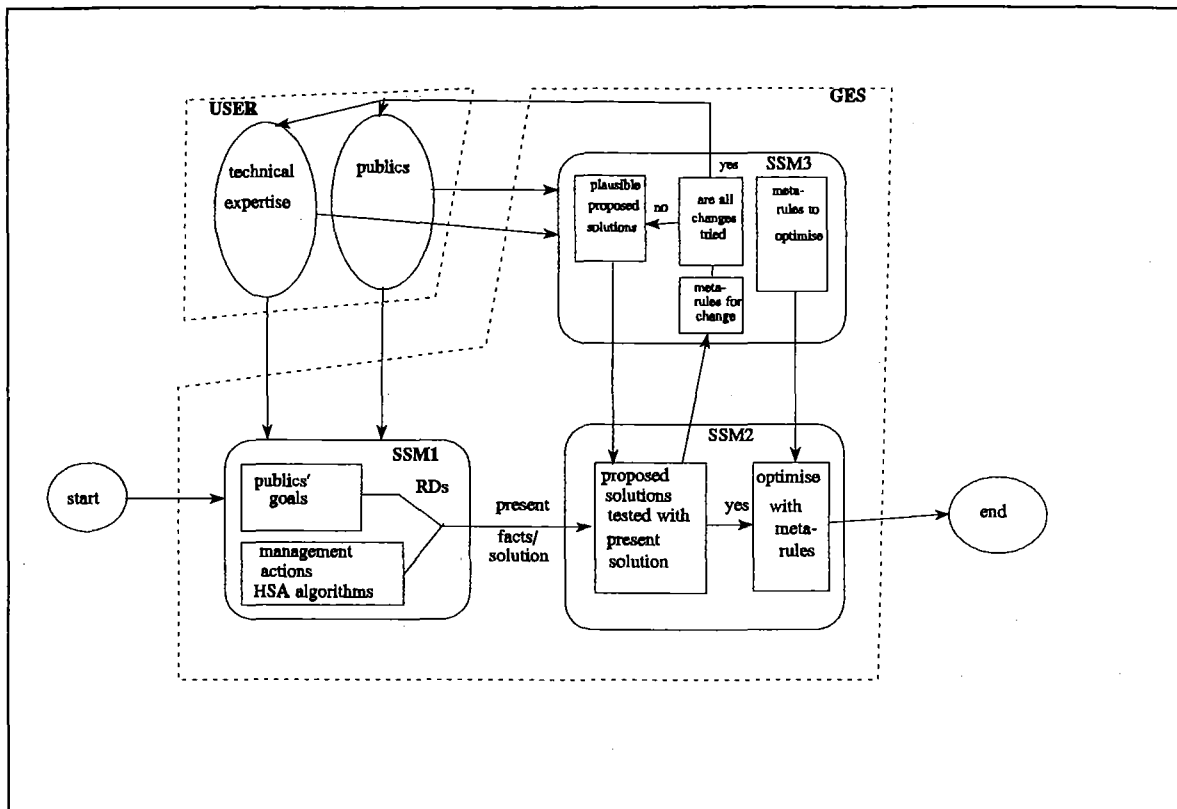 USER
GES
technical
expertise
publics
yes
SSM3
plausible
proposed
solutions
no
are all
changes
tried
meta-
rules to
optimise
meta-
rules for
change
start
SSM1
publics'
goals
RDs
management
actions
HSA algorithms
present
facts/
solution
SSM2
proposed
solutions
tested with
present
solution
yes
optimise
with
meta-
rules
end